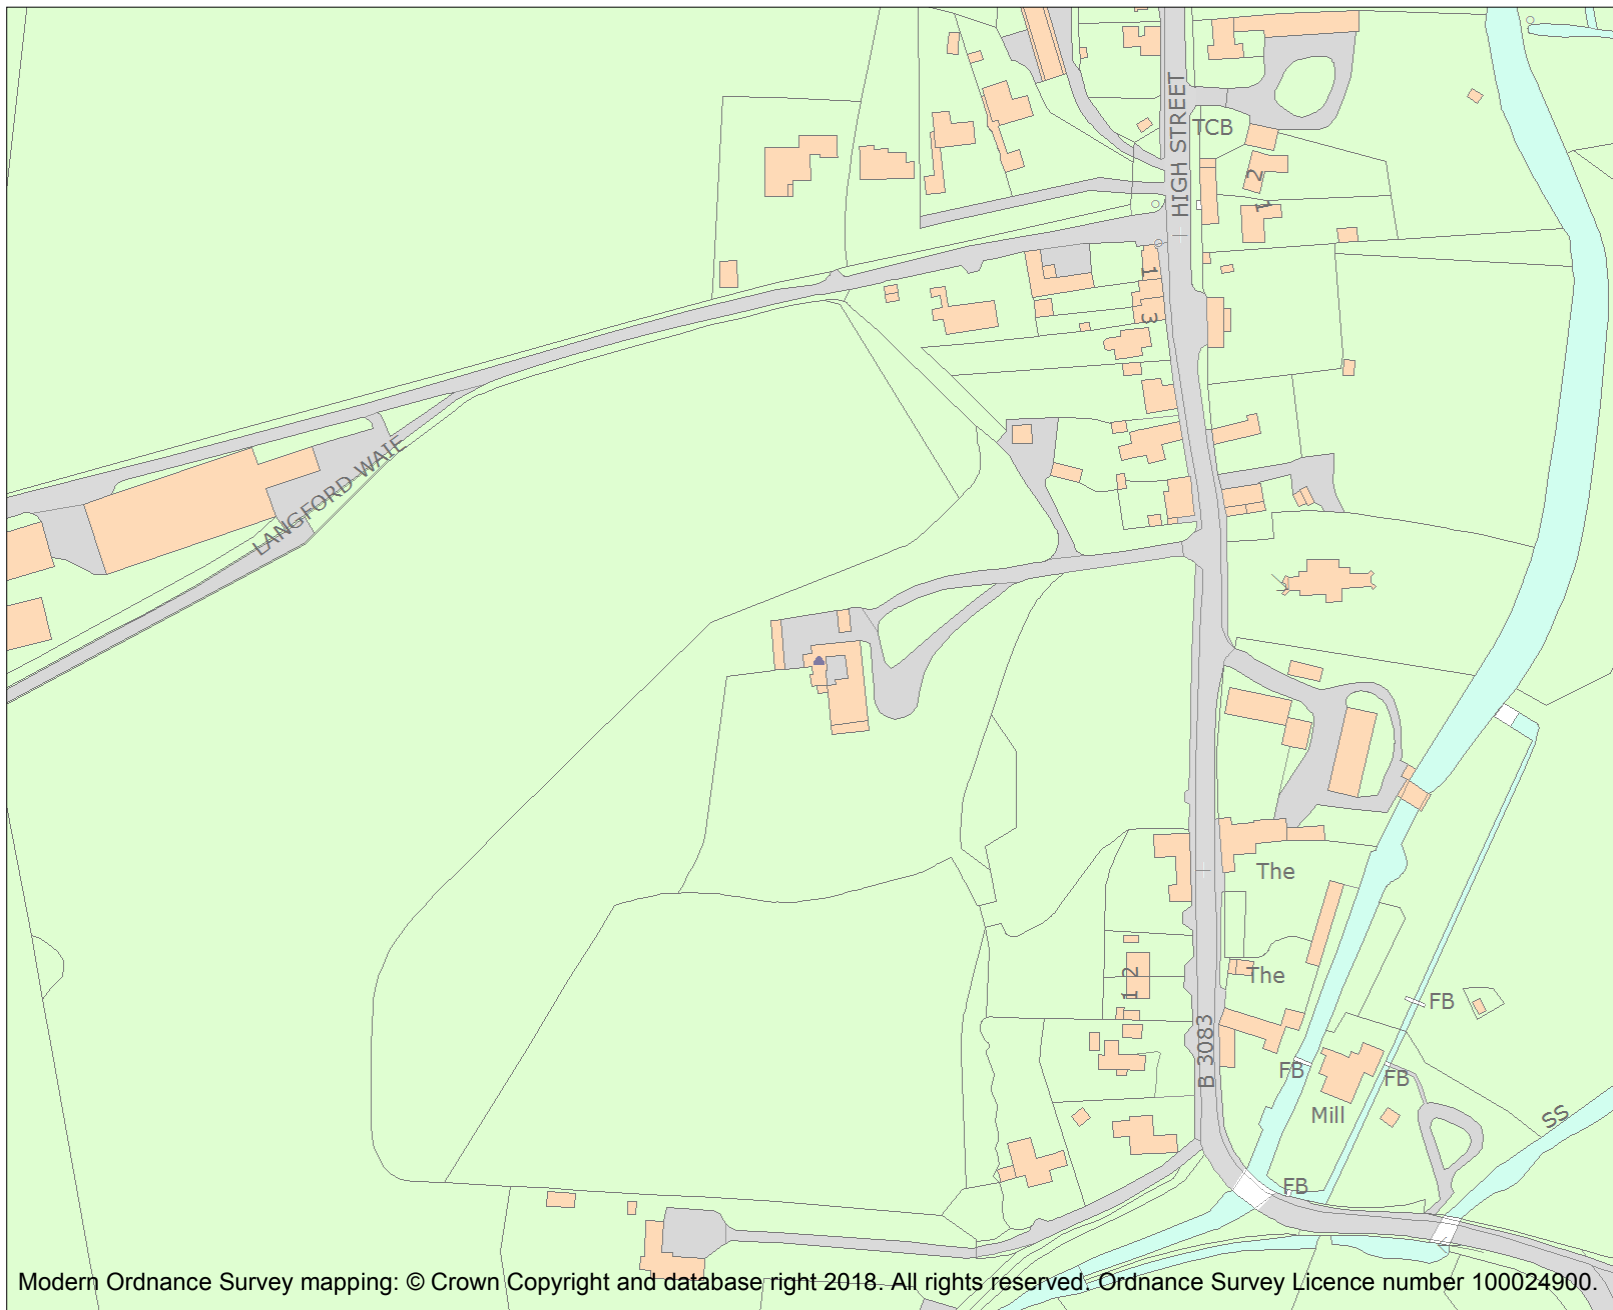 HIGH STREET
TCB
2
1
1
3
LANGFORD WAIE
The
2
1
The
FB
B 3083
FB
FB
Mill
SS
FB
Modern Ordnance Survey mapping: © Crown Copyright and database right 2018. All rights reserved. Ordnance Survey Licence number 100024900.